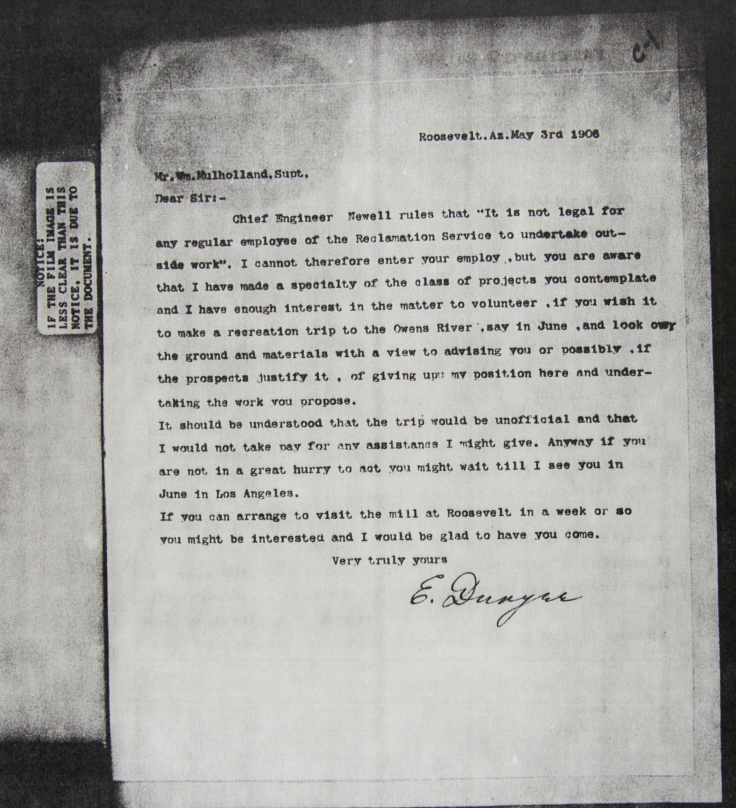 C-1
Roosevelt.Az.May 3rd 1906
Mr.Wm.Mulholland.Supt.
Dear Sir:-
Chief Engineer Newell rules that "It is not legal for
any regular employee of the Reclamation Service to undertake out-
side work". I cannot therefore enter your employ ,but you are aware
that I have made a specialty of the class of projects you contemplate
and I have enough interest in the matter to volunteer ,if you wish it
to make a recreation trip to the Owens River ,say in June ,and look over
the ground and materials with a view to advising you or possibly ,if
the prospects justify it , of giving up my position here and under-
taking the work you propose.
It should be understood that the trip would be unofficial and that
I would not take pay for any assistance I might give. Anyway if you
are not in a great hurry to act you might wait till I see you in
June in Los Angeles.
If you can arrange to visit the mill at Roosevelt in a week or so
you might be interested and I would be glad to have you come.
Very truly yours
E. Duryee
NOTICE:
IF THE FILM IMAGE IS
LESS CLEAR THAN THIS
NOTICE, IT IS DUE TO
THE DOCUMENT.